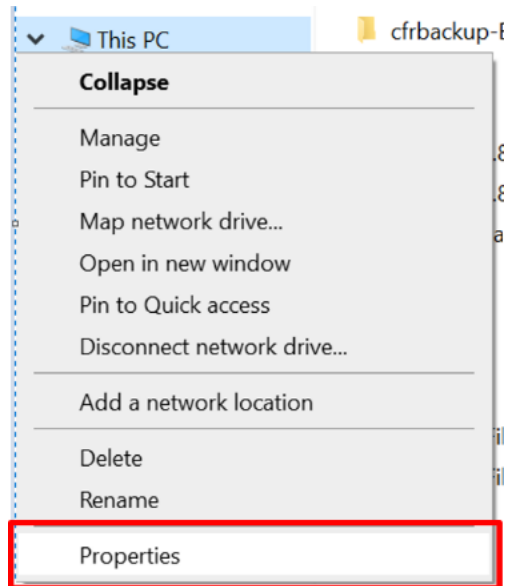 This PC
cfrbackup-
Collapse
Manage
Pin to Start
Map network drive...
Open in new window
Pin to Quick access
Disconnect network drive...
Add a network location
Delete
Rename
Properties